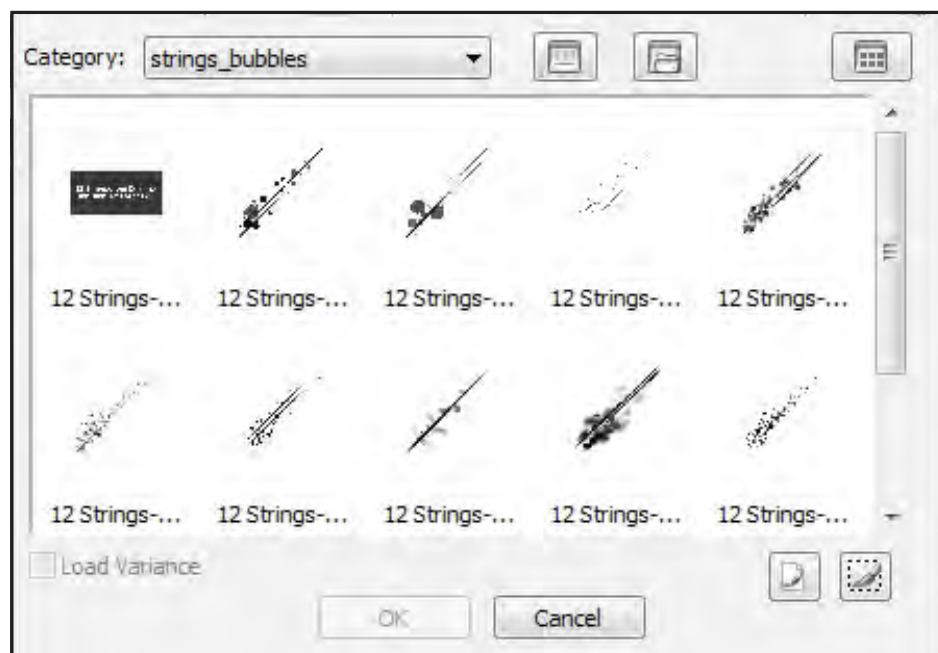 Category: strings_bubbles
12 Strings-... 12 Strings-... 12 Strings-... 12 Strings-... 12 Strings-...
12 Strings-... 12 Strings-... 12 Strings-... 12 Strings-... 12 Strings-...
Load Variance
OK Cancel